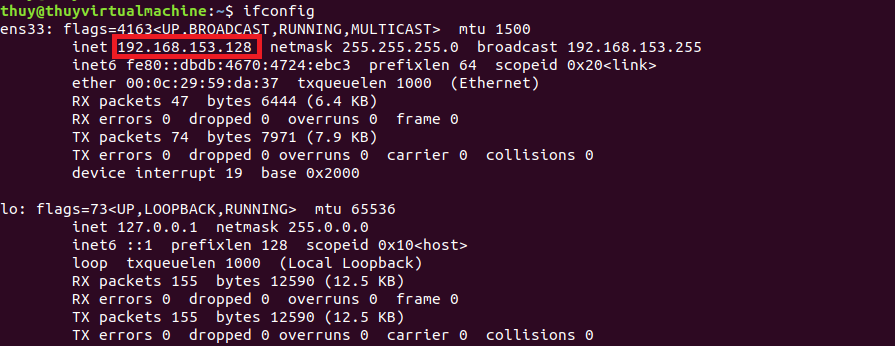 thuy@thuyvirtualmachine:~$ ifconfig
ens33: flags=4163<UP,BROADCAST,RUNNING,MULTICAST>  mtu 1500
        inet 192.168.153.128  netmask 255.255.255.0  broadcast 192.168.153.255
        inet6 fe80::dbdb:4670:4724:ebc3  prefixlen 64  scopeid 0x20<link>
        ether 00:0c:29:59:da:37  txqueuelen 1000  (Ethernet)
        RX packets 47  bytes 6444 (6.4 KB)
        RX errors 0  dropped 0  overruns 0  frame 0
        TX packets 74  bytes 7971 (7.9 KB)
        TX errors 0  dropped 0 overruns 0  carrier 0  collisions 0
        device interrupt 19  base 0x2000
lo: flags=73<UP,LOOPBACK,RUNNING>  mtu 65536
        inet 127.0.0.1  netmask 255.0.0.0
        inet6 ::1  prefixlen 128  scopeid 0x10<host>
        loop  txqueuelen 1000  (Local Loopback)
        RX packets 155  bytes 12590 (12.5 KB)
        RX errors 0  dropped 0  overruns 0  frame 0
        TX packets 155  bytes 12590 (12.5 KB)
        TX errors 0  dropped 0 overruns 0  carrier 0  collisions 0